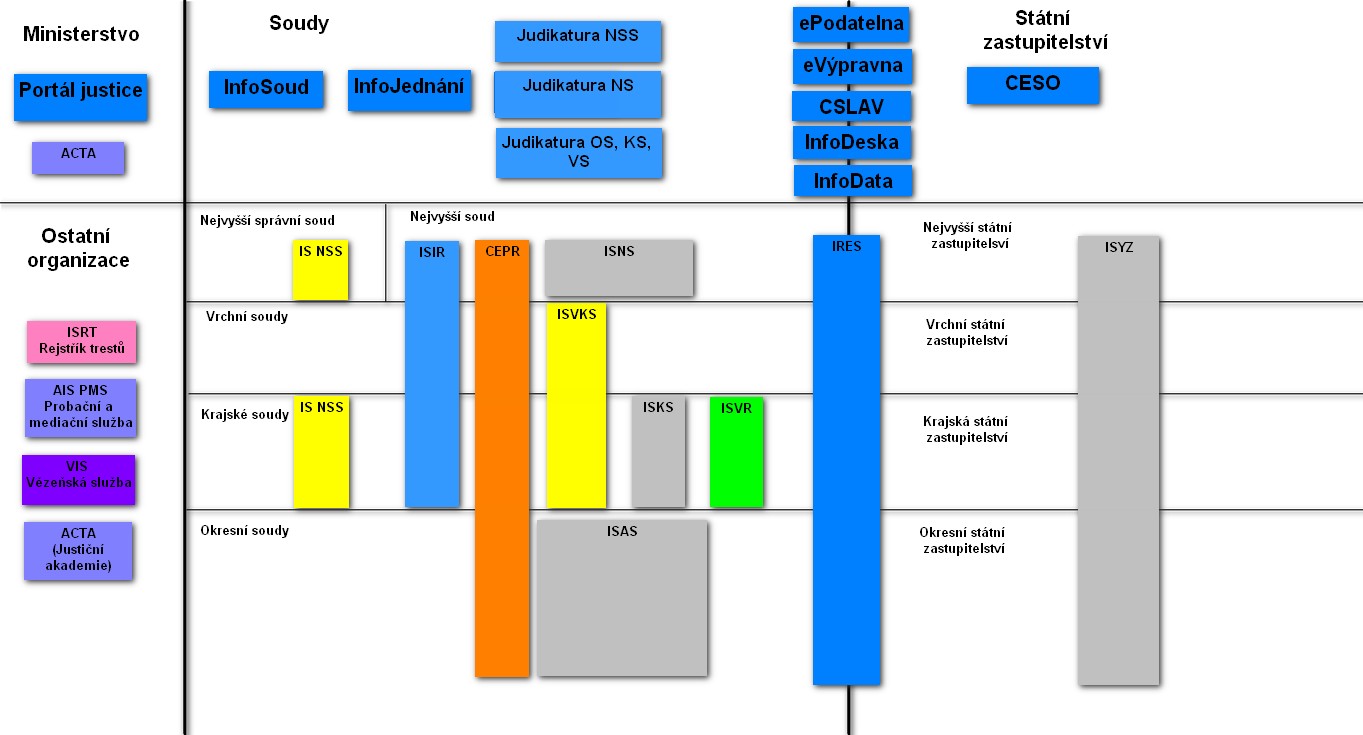 Ministerstvo
Portál justice
ACTA
Soudy
InfoSoud
InfoJednání
Judikatura NSS
Judikatura NS
Judikatura OS, KS,
VS
ePodatelna
eVýpravna
CSLAV
InfoDeska
InfoData
Státní
zastupitelství
CESO
Ostatní
organizace
ISRT
Rejstřík trestů
AIS PMS
Probační a
mediační služba
VIS
Vězeňská služba
ACTA
(Justiční
akademie)
Nejvyšší správní soud
IS NSS
Nejvyšší soud
ISIR
CEPR
ISNS
IRES
Nejvyšší státní
zastupitelsví
ISYZ
Vrchní soudy
ISVKS
Vrchní státní
zastupitelství
Krajské soudy
IS NSS
ISKS
ISVR
Krajská státní
zastupitelství
Okresní soudy
ISAS
Okresní státní
zastupitelství